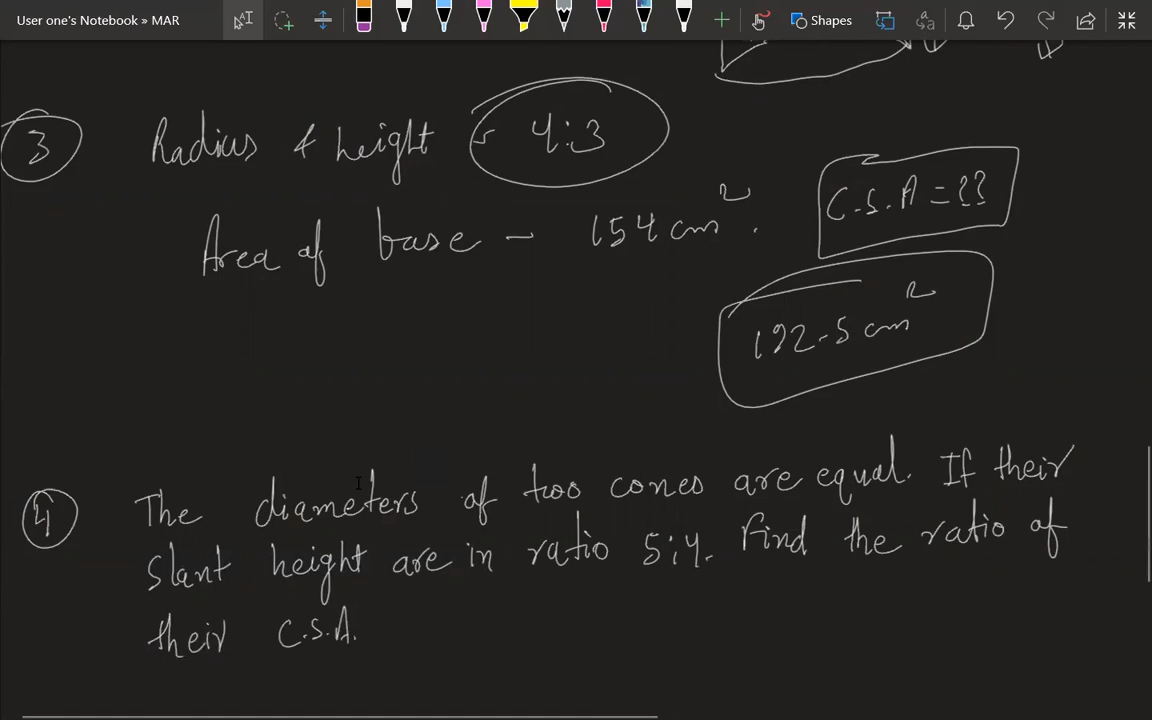 User one's Notebook » MAR
Shapes
3 Radius & height - 4:3
C.S.A = ??
Area of base - 154 cm².
192.5 cm²
4 The diameters of two cones are equal. If their
slant height are in ratio 5:4. Find the ratio of
their C.S.A.